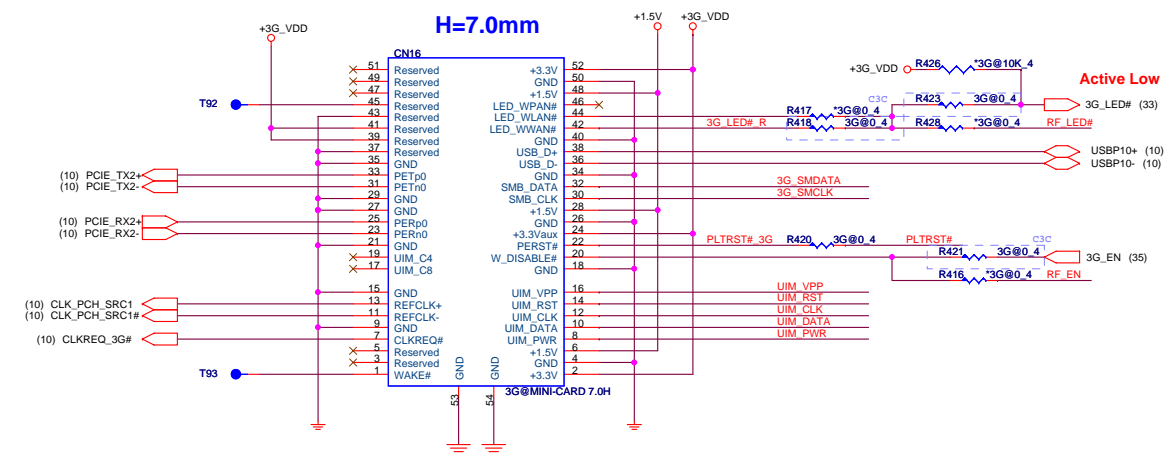 H=7.0mm
+3G_VDD
+1.5V
+3G_VDD
CN16
51 Reserved +3.3V 52
49 Reserved GND 50
47 Reserved +1.5V 48
T92 45 Reserved LED_WPAN# 46
43 Reserved LED_WLAN# 44
41 Reserved LED_WWAN# 42
39 Reserved GND 40
37 Reserved USB_D+ 38
35 GND USB_D- 36
(10) PCIE_TX2+ 33 PETp0 GND 34
(10) PCIE_TX2- 31 PETn0 SMB_DATA 32 3G_SMDATA
29 GND SMB_CLK 30 3G_SMCLK
27 GND +1.5V 28
(10) PCIE_RX2+ 25 PERp0 GND 26
(10) PCIE_RX2- 23 PERn0 +3.3Vaux 24
21 GND PERST# 22
19 UIM_C4 W_DISABLE# 20
17 UIM_C8 GND 18
15 GND UIM_VPP 16 UIM_VPP
(10) CLK_PCH_SRC1 13 REFCLK+ UIM_RST 14 UIM_RST
(10) CLK_PCH_SRC1# 11 REFCLK- UIM_CLK 12 UIM_CLK
9 GND UIM_DATA 10 UIM_DATA
(10) CLKREQ_3G# 7 CLKREQ# UIM_PWR 8 UIM_PWR
5 Reserved +1.5V 6
3 Reserved GND 4
T93 1 WAKE# +3.3V 2
GND GND
53 54
3G@MINI-CARD 7.0H
+3G_VDD R426 *3G@10K_4
Active Low
C3C
R423 3G@0_4 3G_LED# (33)
R417 *3G@0_4
3G_LED#_R R418 3G@0_4 R428 *3G@0_4 RF_LED#
USBP10+ (10)
USBP10- (10)
PLTRST#_3G R420 3G@0_4 PLTRST#
C3C
R421 3G@0_4 3G_EN (35)
R416 *3G@0_4 RF_EN